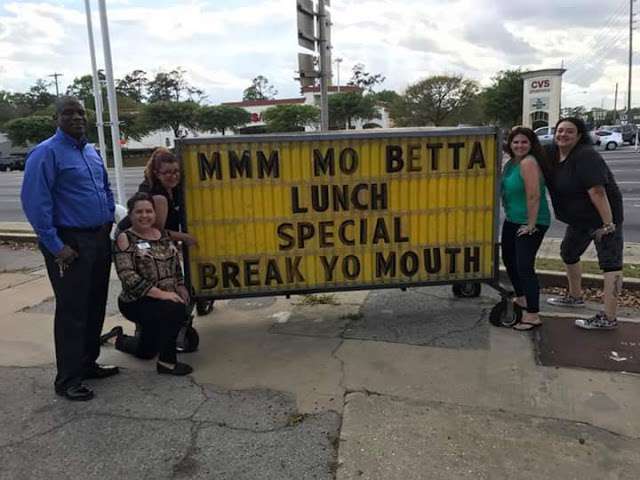 MMM MO BETTA
LUNCH
SPECIAL
BREAK YO MOUTH
CVS